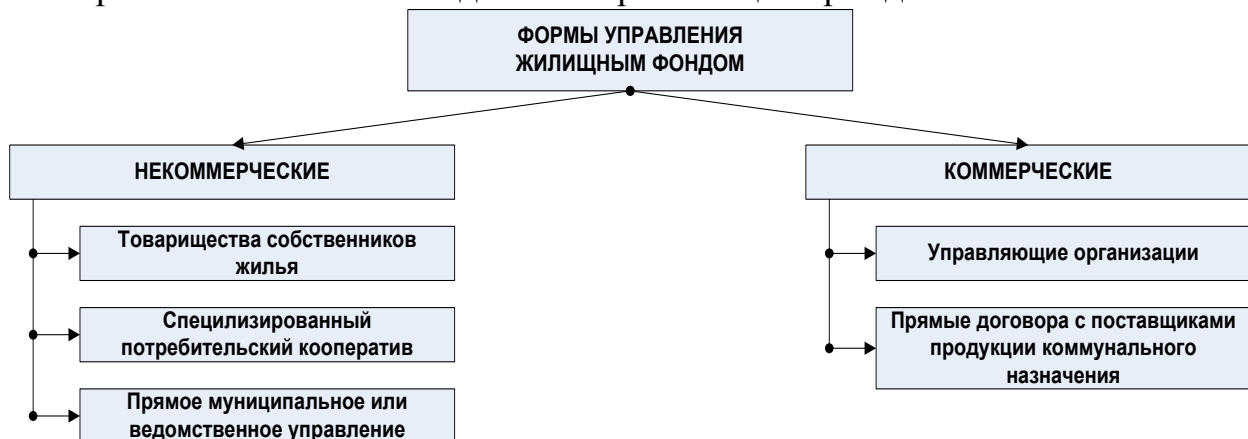 ФОРМЫ УПРАВЛЕНИЯ
ЖИЛИЩНЫМ ФОНДОМ
НЕКОММЕРЧЕСКИЕ
КОММЕРЧЕСКИЕ
Товарищества собственников
жилья
Специлизированный
потребительский кооператив
Прямое муниципальное или
ведомственное управление
Управляющие организации
Прямые договора с поставщиками
продукции коммунального
назначения